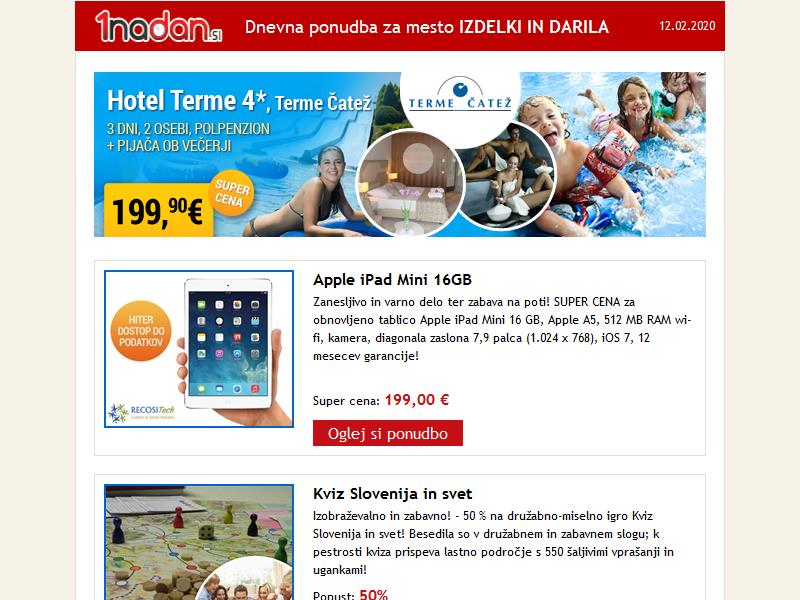 1nadan.si
Dnevna ponudba za mesto IZDELKI IN DARILA
12.02.2020
Hotel Terme 4*, Terme Čatež
3 DNI, 2 OSEBI, POLPENZION
+ PIJAČA OB VEČERJI
199,90€
SUPER
CENA
TERME ČATEŽ
HITER
DOSTOP DO
PODATKOV
RECOSITech
Apple iPad Mini 16GB
Zanesljivo in varno delo ter zabava na poti! SUPER CENA za
obnovljeno tablico Apple iPad Mini 16 GB, Apple A5, 512 MB RAM wi-
fi, kamera, diagonala zaslona 7,9 palca (1.024 x 768), iOS 7, 12
mesecev garancije!
Super cena: 199,00 €
Oglej si ponudbo
Kviz Slovenija in svet
Izobraževalno in zabavno! - 50 % na družabno-miselno igro Kviz
Slovenija in svet! Besedila so v družabnem in zabavnem slogu; k
pestrosti kviza prispeva lastno področje s 550 šaljivimi vprašanji in
ugankami!
Popust: 50%